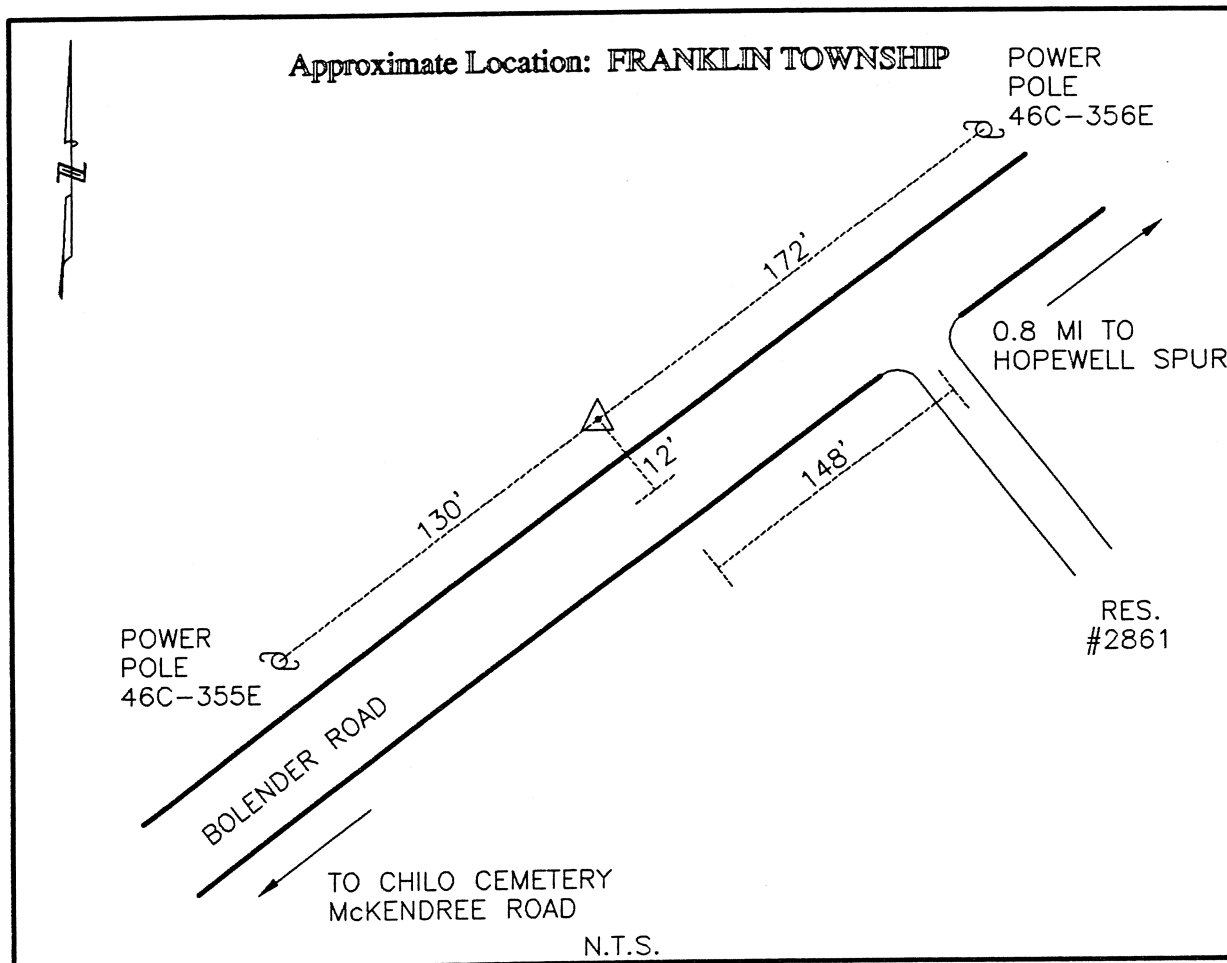 Approximate Location: FRANKLIN TOWNSHIP
POWER
POLE
46C-356E
N
172'
0.8 MI TO
HOPEWELL SPUR
12'
148'
130'
RES.
#2861
POWER
POLE
46C-355E
BOLENDER ROAD
TO CHILO CEMETERY
McKENDREE ROAD
N.T.S.